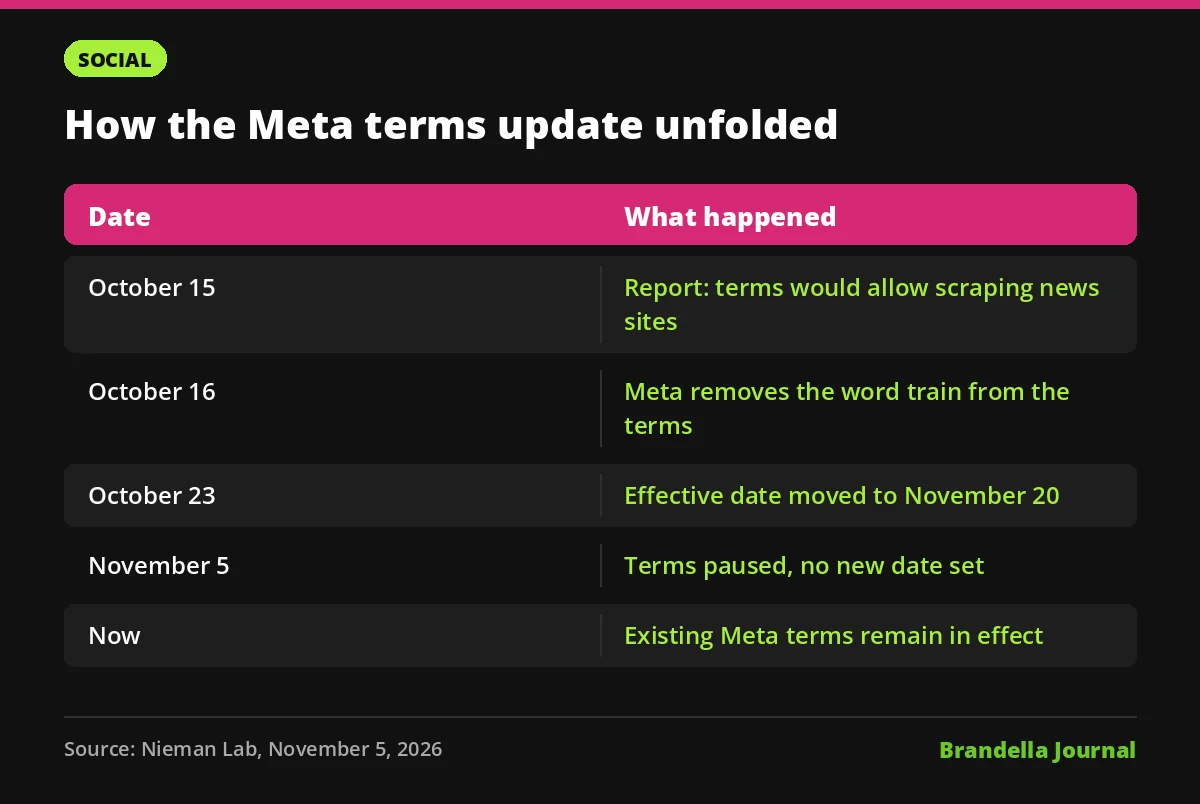 SOCIAL
How the Meta terms update unfolded
Date
What happened
October 15
Report: terms would allow scraping news
sites
October 16
Meta removes the word train from the
terms
October 23
Effective date moved to November 20
November 5
Terms paused, no new date set
Now
Existing Meta terms remain in effect
Source: Nieman Lab, November 5, 2026
Brandella Journal